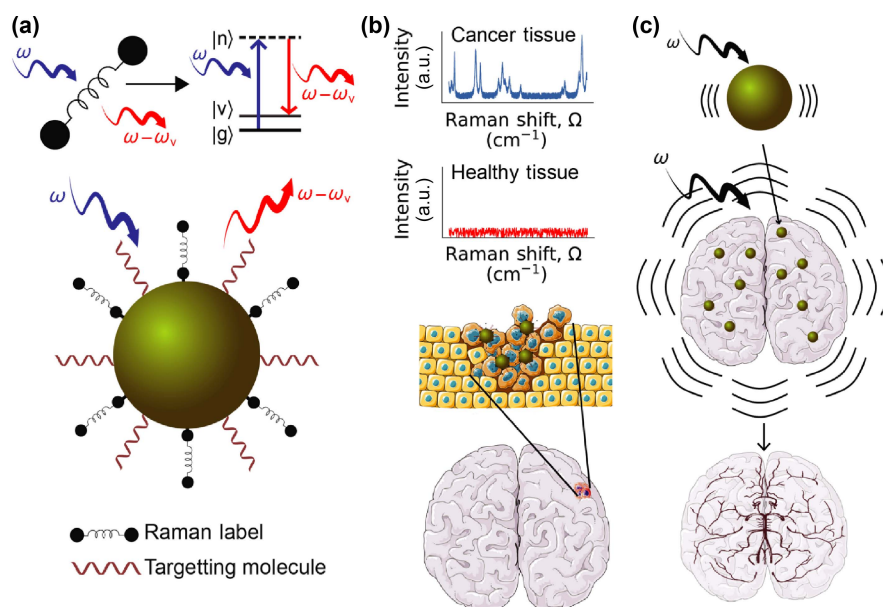 (a)
ω
ω−ωᵥ
|n⟩
ω
ω−ωᵥ
|v⟩
|g⟩
ω
ω−ωᵥ
Raman label
Targetting molecule
(b)
Intensity
(a.u.)
Cancer tissue
Raman shift, Ω
(cm⁻¹)
Intensity
(a.u.)
Healthy tissue
Raman shift, Ω
(cm⁻¹)
(c)
ω
ω